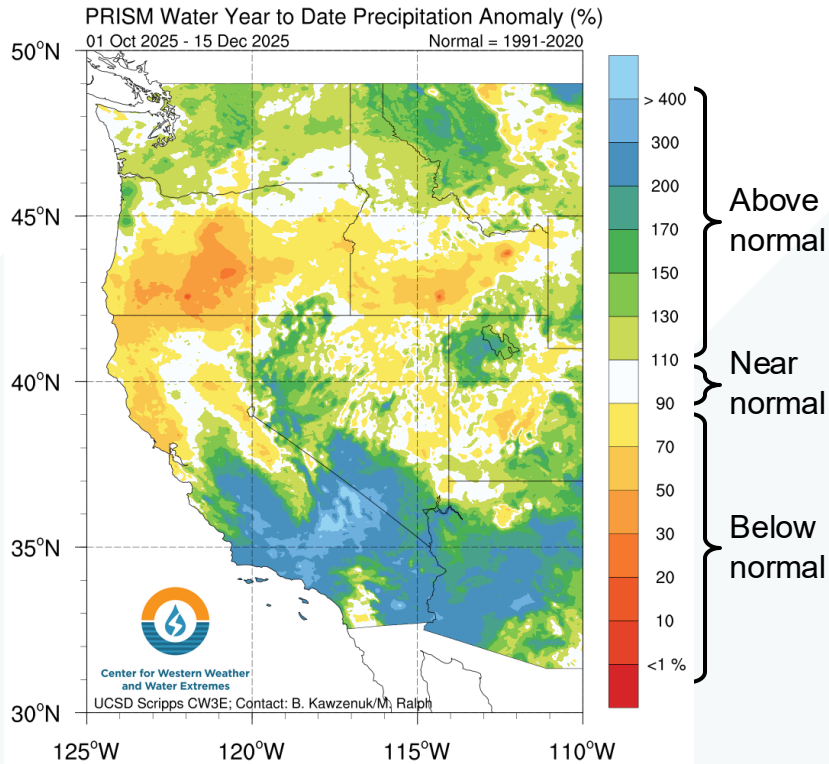 PRISM Water Year to Date Precipitation Anomaly (%)
01 Oct 2025 - 15 Dec 2025 Normal = 1991-2020
50°N
45°N
40°N
35°N
30°N
125°W 120°W 115°W 110°W
> 400
300
200
170
150
130
110
90
70
50
30
20
10
<1 %
Above
normal
Near
normal
Below
normal
Center for Western Weather
and Water Extremes
UCSD Scripps CW3E; Contact: B. Kawzenuk/M. Ralph